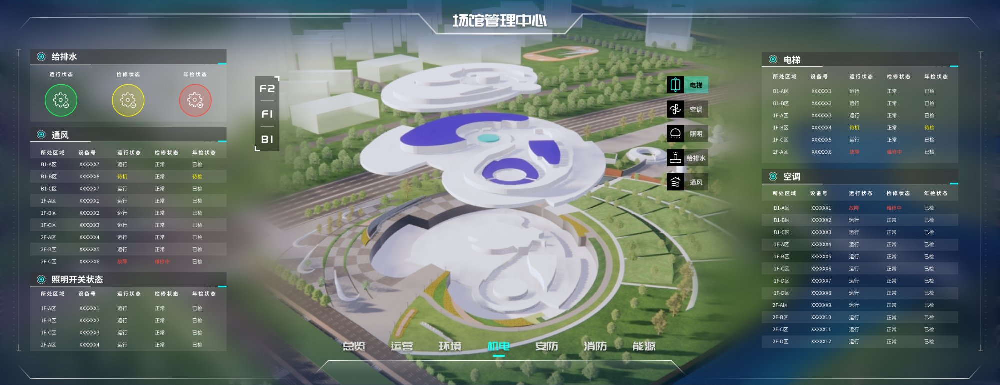 场馆管理中心
给排水
运行状态 检修状态 年检状态
通风
所处区域 设备号 运行状态 检修状态 年检状态
B1-A区 XXXXXX7 运行 正常 已检
B1-B区 XXXXXX8 待机 正常 待检
B1-C区 XXXXXX7 运行 正常 已检
1F-A区 XXXXXX1 运行 正常 已检
1F-B区 XXXXXX2 运行 正常 已检
1F-C区 XXXXXX3 运行 正常 已检
2F-A区 XXXXXX4 运行 正常 已检
2F-B区 XXXXXX5 运行 正常 已检
2F-C区 XXXXXX6 故障 维修中 已检
照明开关状态
所处区域 设备号 运行状态 检修状态 年检状态
1F-A区 XXXXXX1 运行 正常 已检
1F-B区 XXXXXX2 运行 正常 已检
1F-C区 XXXXXX3 运行 正常 已检
2F-A区 XXXXXX4 运行 正常 已检
F2
F1
B1
电梯
空调
照明
给排水
通风
电梯
所处区域 设备号 运行状态 检修状态 年检状态
B1-A区 XXXXXX1 运行 正常 已检
B1-B区 XXXXXX2 运行 正常 已检
1F-A区 XXXXXX3 运行 正常 已检
1F-B区 XXXXXX4 待机 正常 待检
1F-C区 XXXXXX5 运行 正常 已检
2F-A区 XXXXXX6 故障 维修中 已检
空调
所处区域 设备号 运行状态 检修状态 年检状态
B1-A区 XXXXXX1 故障 维修中 已检
B1-B区 XXXXXX2 运行 正常 已检
B1-C区 XXXXXX3 运行 正常 已检
1F-A区 XXXXXX4 运行 正常 已检
1F-B区 XXXXXX5 运行 正常 已检
1F-C区 XXXXXX6 运行 正常 已检
1F-D区 XXXXXX7 运行 正常 已检
1F-D区 XXXXXX8 运行 正常 已检
2F-A区 XXXXXX9 运行 正常 已检
2F-B区 XXXXX10 运行 正常 已检
2F-C区 XXXXX11 运行 正常 已检
2F-D区 XXXXX12 运行 正常 已检
总览 运营 环境 机电 安防 消防 能源